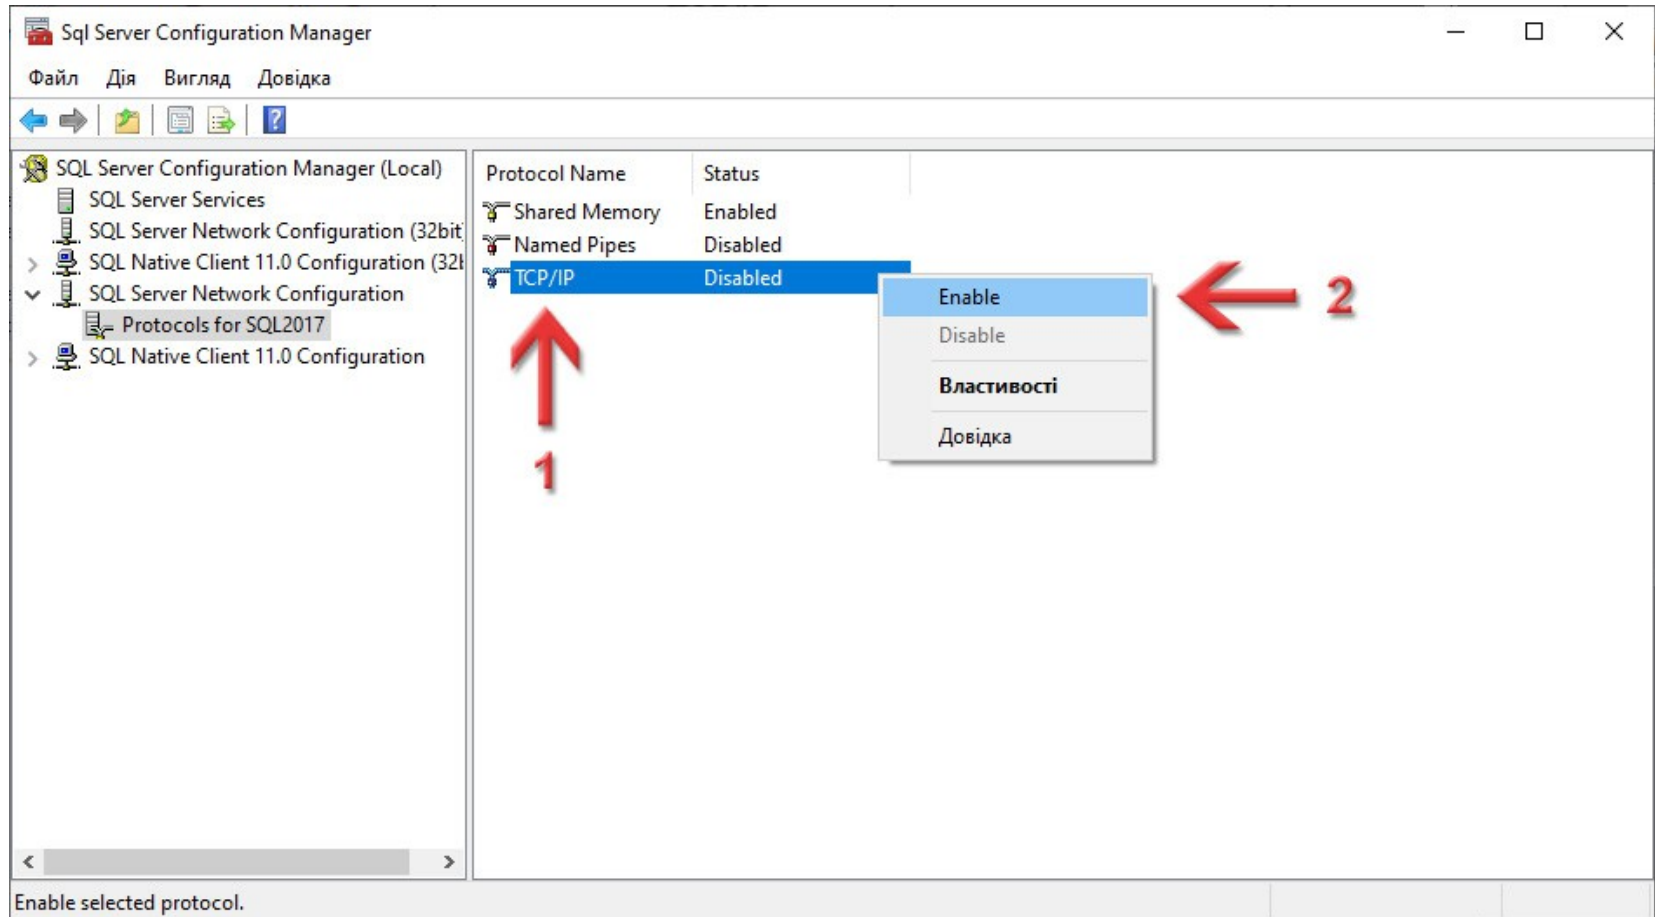 Sql Server Configuration Manager
Файл Дія Вигляд Довідка
SQL Server Configuration Manager (Local)
SQL Server Services
SQL Server Network Configuration (32bit)
SQL Native Client 11.0 Configuration (32b
SQL Server Network Configuration
Protocols for SQL2017
SQL Native Client 11.0 Configuration
Protocol Name Status
Shared Memory Enabled
Named Pipes Disabled
TCP/IP Disabled
Enable
Disable
Властивості
Довідка
1
2
Enable selected protocol.